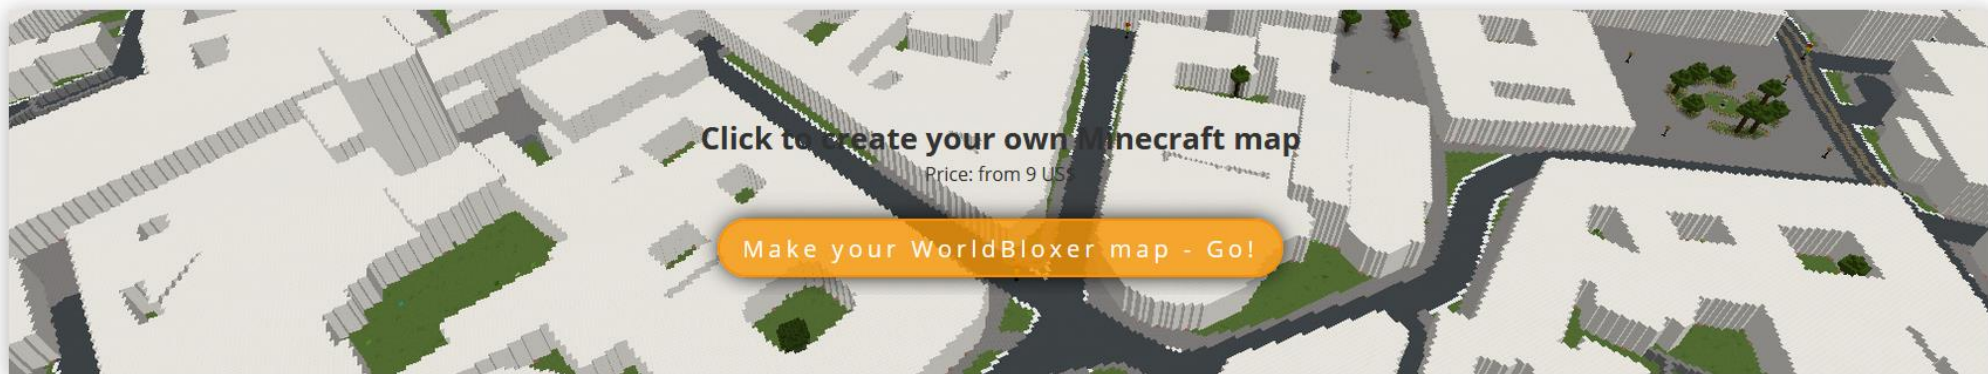 Click to create your own Minecraft map
Price: from 9 US$
Make your WorldBloxer map - Go!